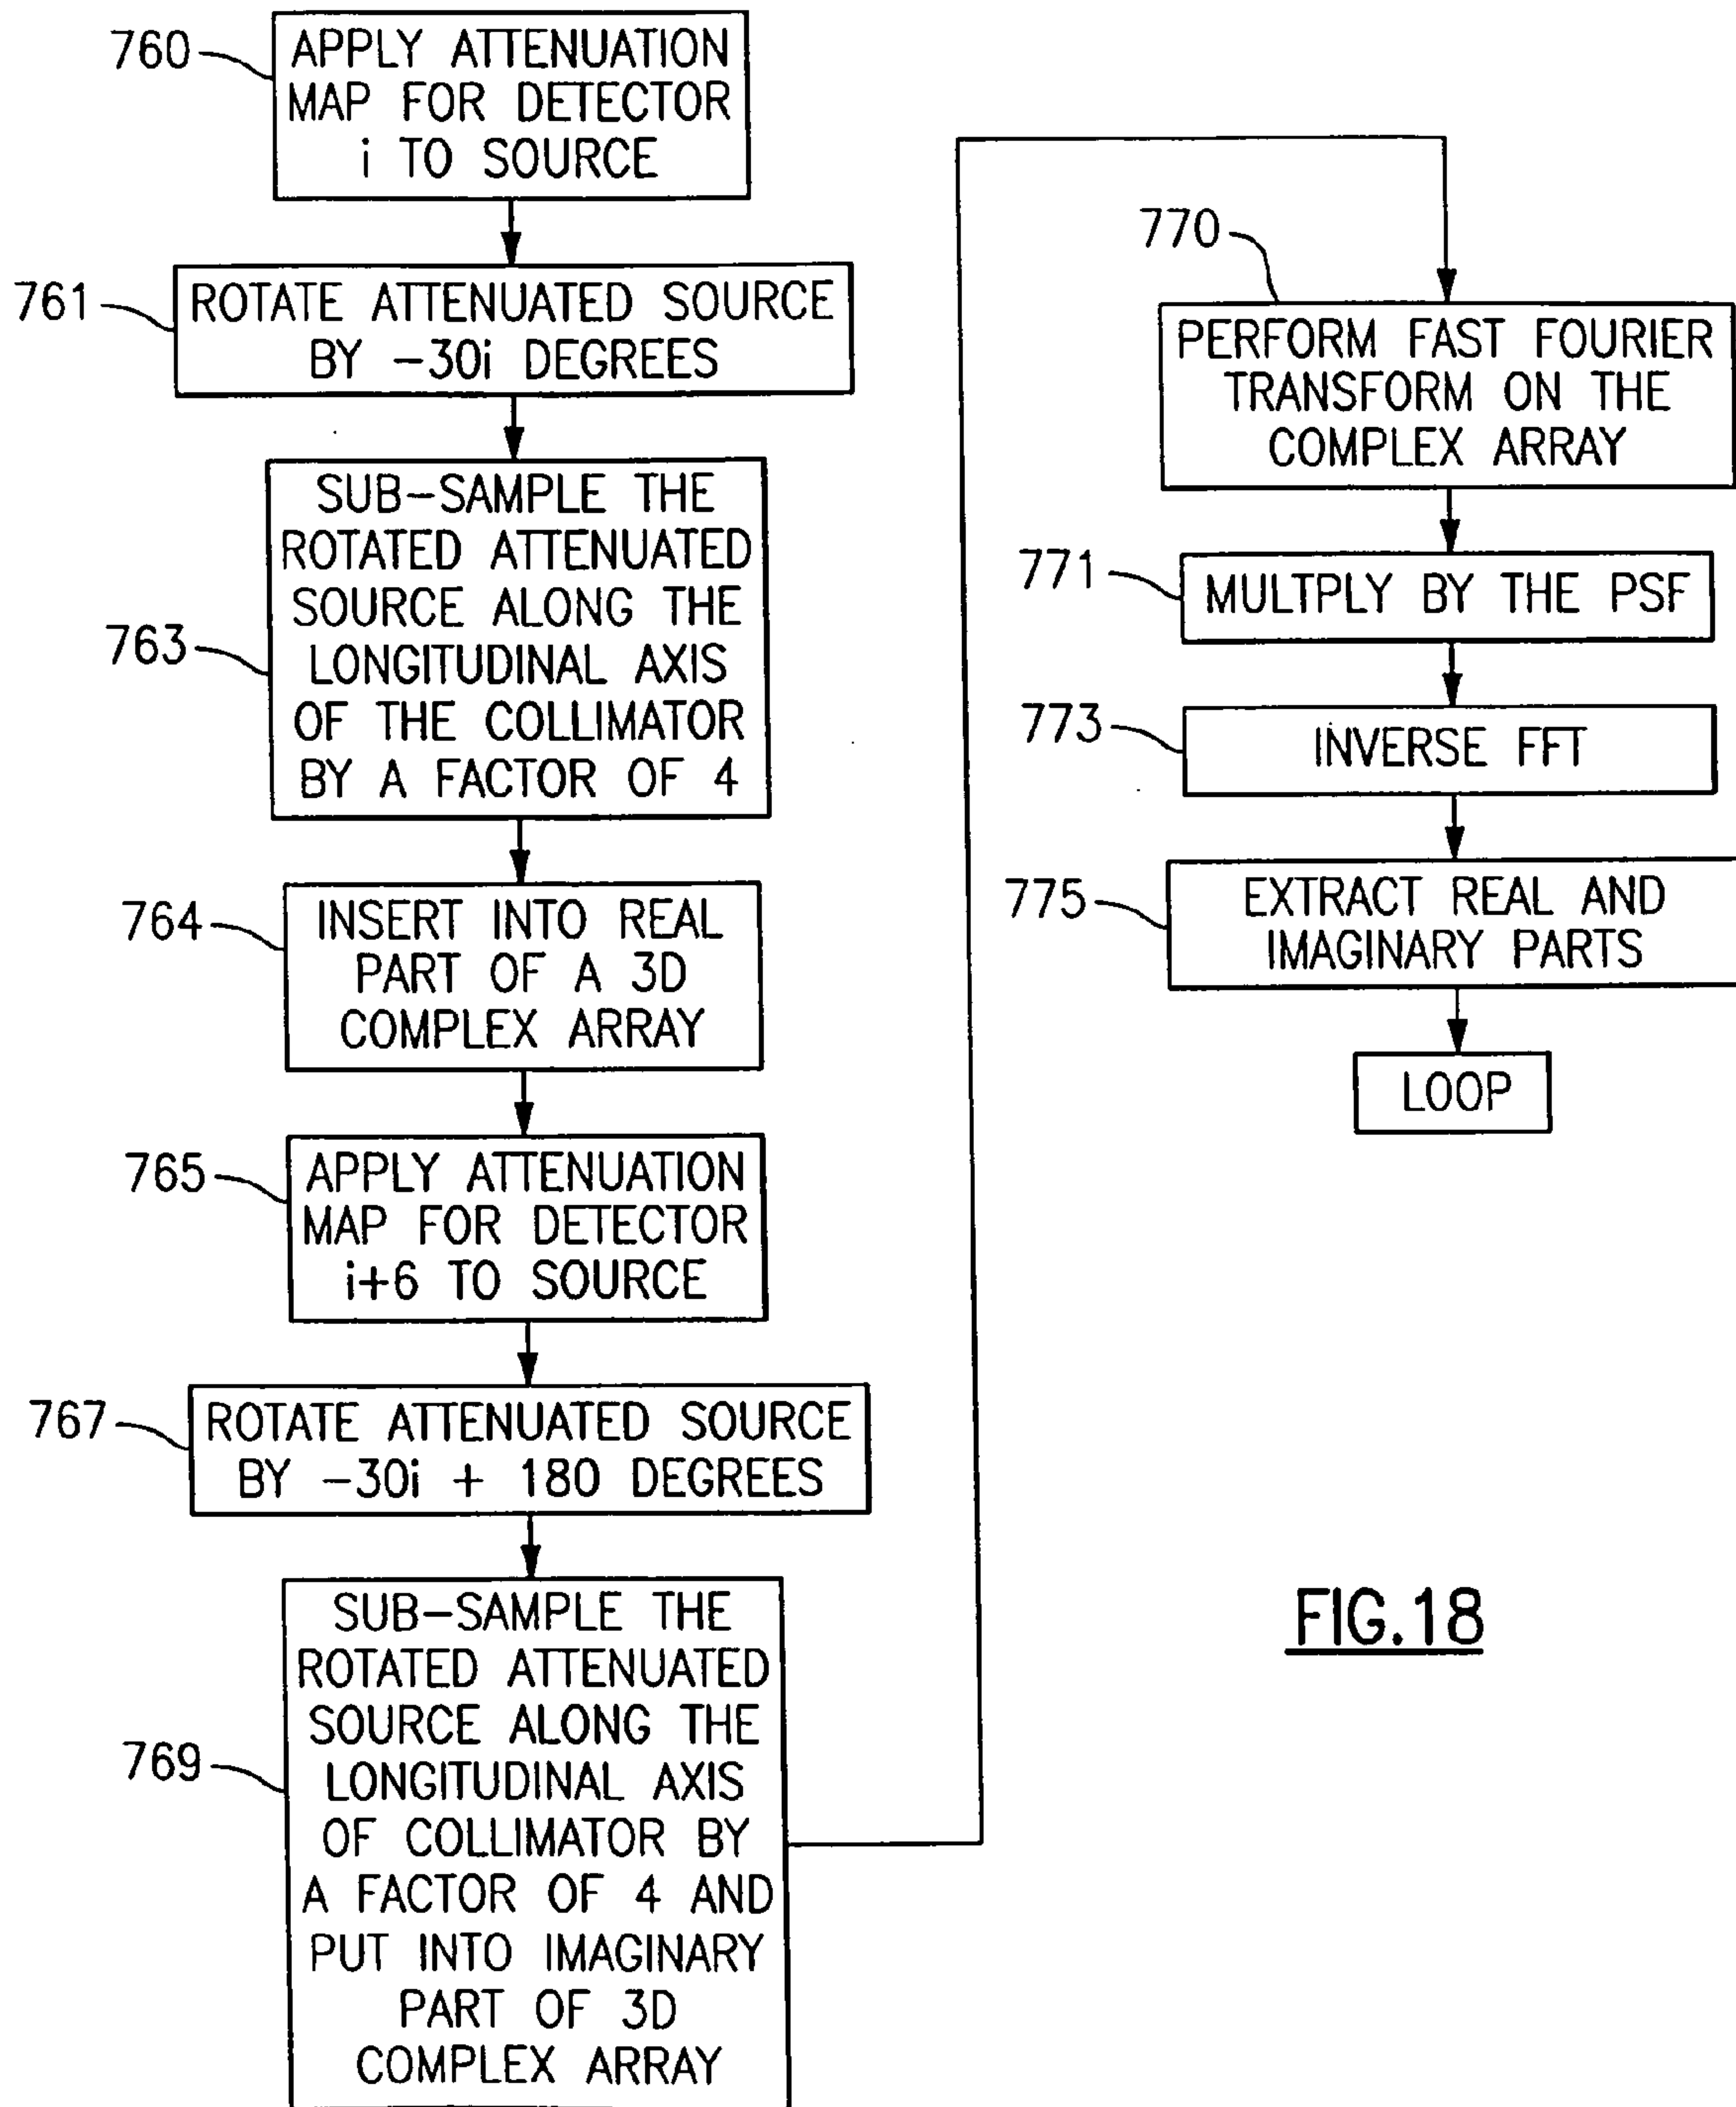 760
APPLY ATTENUATION
MAP FOR DETECTOR
i TO SOURCE
761
ROTATE ATTENUATED SOURCE
BY -30i DEGREES
763
SUB-SAMPLE THE
ROTATED ATTENUATED
SOURCE ALONG THE
LONGITUDINAL AXIS
OF THE COLLIMATOR
BY A FACTOR OF 4
764
INSERT INTO REAL
PART OF A 3D
COMPLEX ARRAY
765
APPLY ATTENUATION
MAP FOR DETECTOR
i+6 TO SOURCE
767
ROTATE ATTENUATED SOURCE
BY -30i + 180 DEGREES
769
SUB-SAMPLE THE
ROTATED ATTENUATED
SOURCE ALONG THE
LONGITUDINAL AXIS
OF COLLIMATOR BY
A FACTOR OF 4 AND
PUT INTO IMAGINARY
PART OF 3D
COMPLEX ARRAY
770
PERFORM FAST FOURIER
TRANSFORM ON THE
COMPLEX ARRAY
771
MULTPLY BY THE PSF
773
INVERSE FFT
775
EXTRACT REAL AND
IMAGINARY PARTS
LOOP
FIG.18